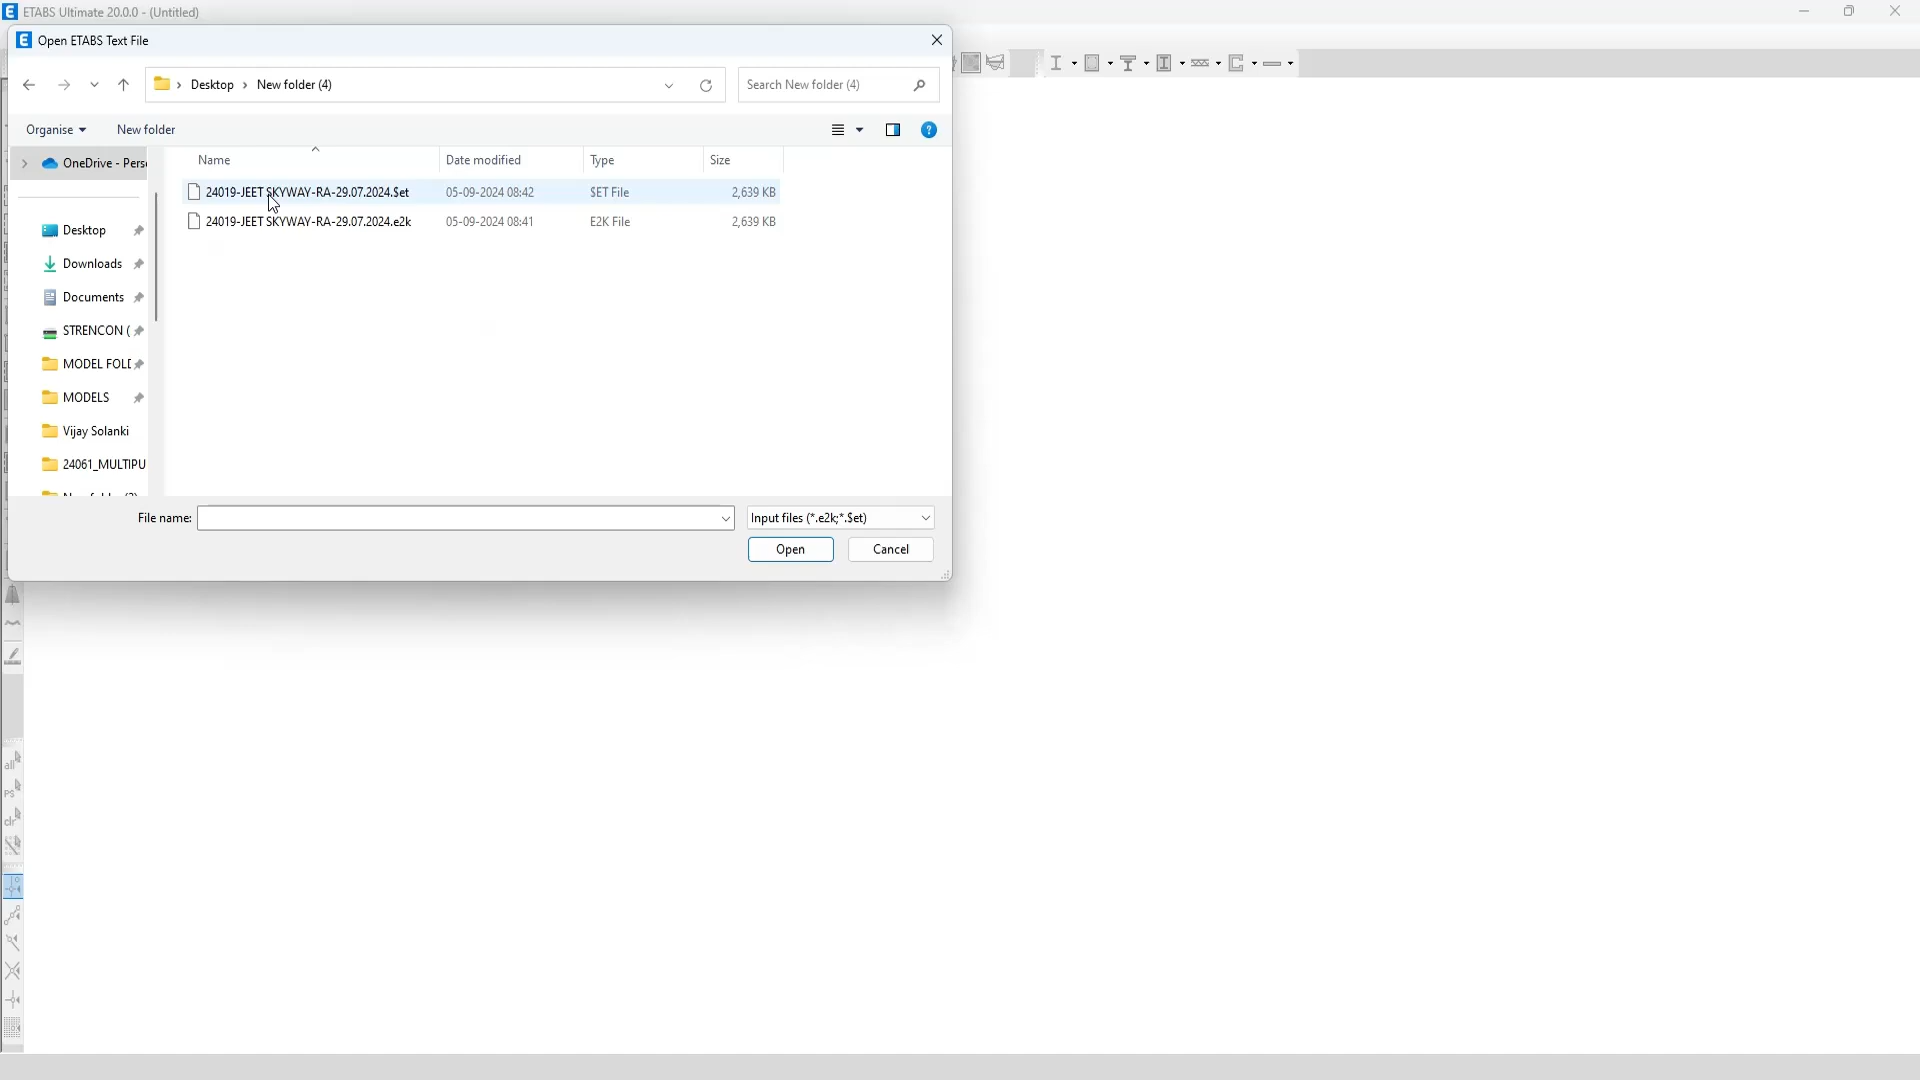 ETABS Ultimate 20.0.0 - (Untitled)
Open ETABS Text File
Desktop New folder (4)
Search New folder (4)
Organise New folder
OneDrive - Pers
Name Date modified Type Size
24019-JEET SKYWAY-RA-29.07.2024.$et 05-09-2024 08:42 $ET File 2,639 KB
24019-JEET SKYWAY-RA-29.07.2024.e2k 05-09-2024 08:41 E2K File 2,639 KB
Desktop
Downloads
Documents
STRENCON (
MODEL FOL
MODELS
Vijay Solanki
24061_MULTIPU
File name:
Input files (*.e2k;*.$et)
Open Cancel
all
ps
clr